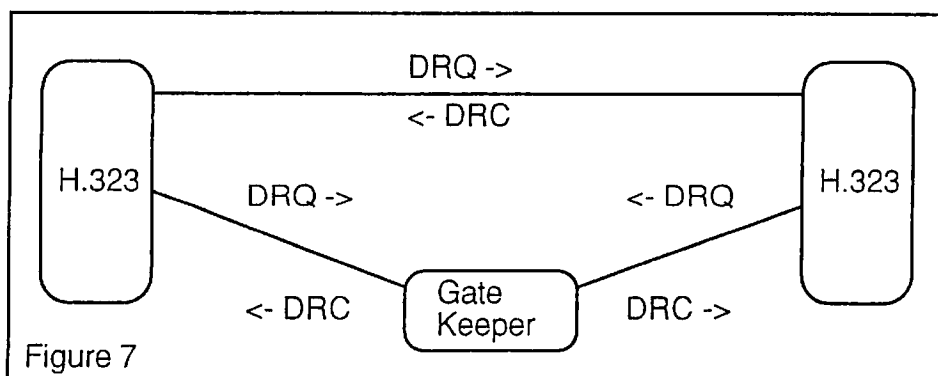 DRQ ->
<- DRC
H.323
H.323
DRQ ->
<- DRQ
<- DRC
Gate
Keeper
DRC ->
Figure 7